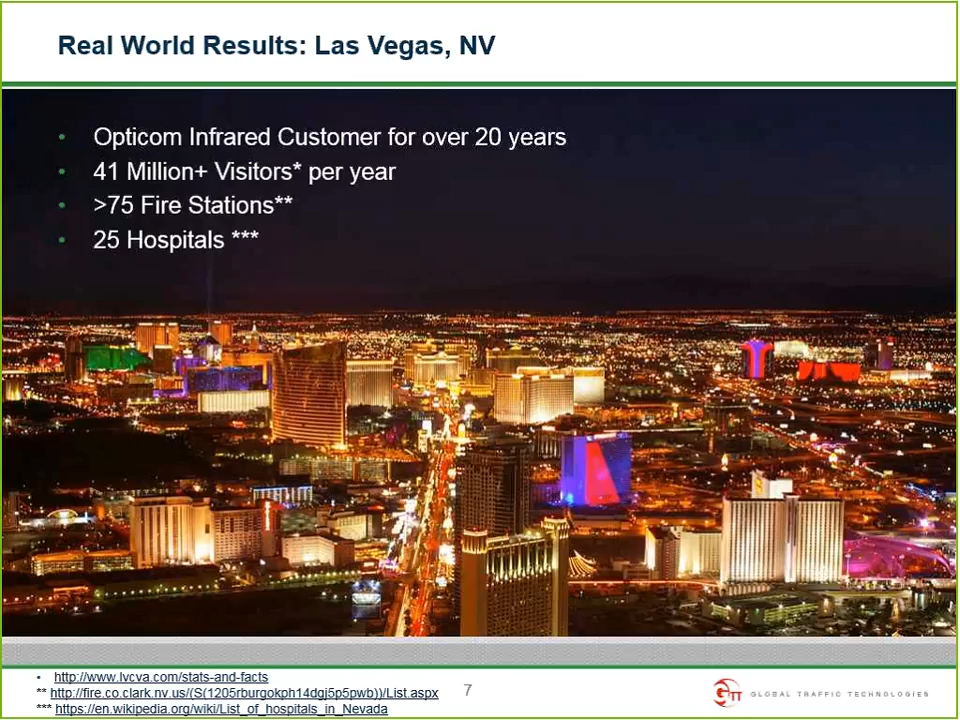 Real World Results: Las Vegas, NV
• Opticom Infrared Customer for over 20 years
• 41 Million+ Visitors* per year
• >75 Fire Stations**
• 25 Hospitals ***
• http://www.lvcva.com/stats-and-facts
** http://fire.co.clark.nv.us/(S(1205rburgokph14dgj5p5pwb))/List.aspx
*** https://en.wikipedia.org/wiki/List_of_hospitals_in_Nevada
7
GTT GLOBAL TRAFFIC TECHNOLOGIES